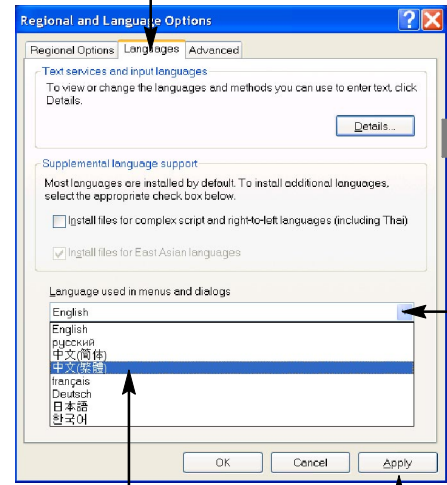 Regional and Language Options
Regional Options
Languages
Advanced
Text services and input languages
To view or change the languages and methods you can use to enter text, click
Details.
Details...
Supplemental language support
Most languages are installed by default. To install additional languages,
select the appropriate check box below.
Install files for complex script and right-to-left languages (including Thai)
Install files for East Asian languages
Language used in menus and dialogs
English
English
русский
中文(简体)
中文(繁體)
français
Deutsch
日本語
한국어
OK
Cancel
Apply